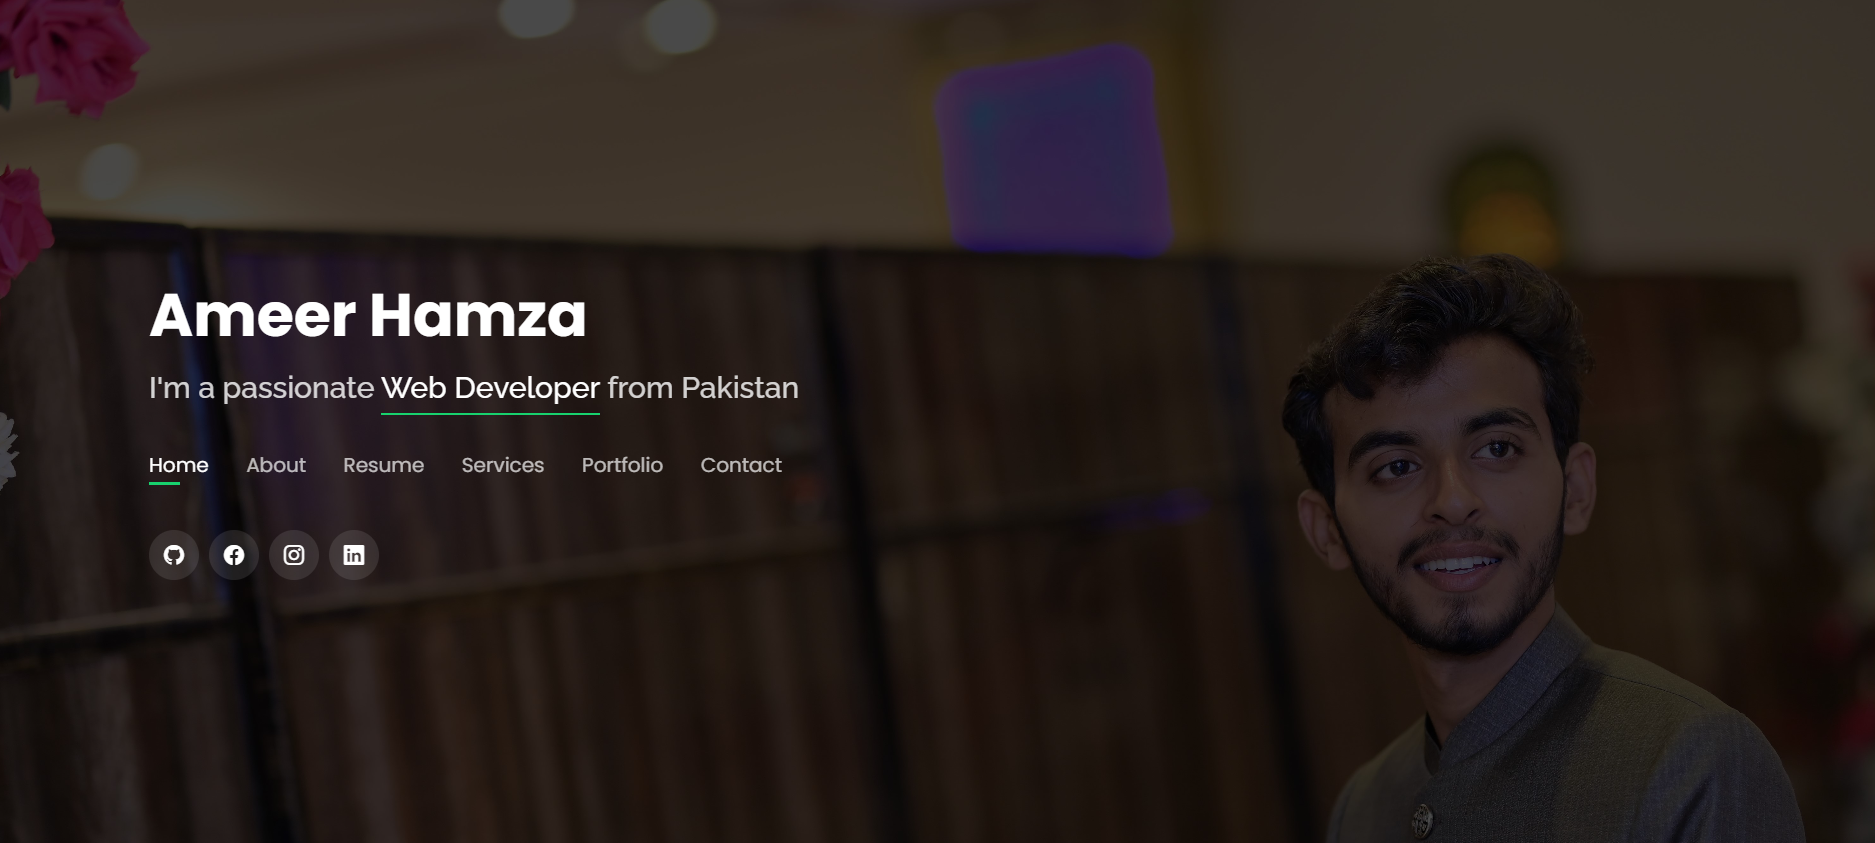 Ameer Hamza
I'm a passionate Web Developer from Pakistan
Home About Resume Services Portfolio Contact